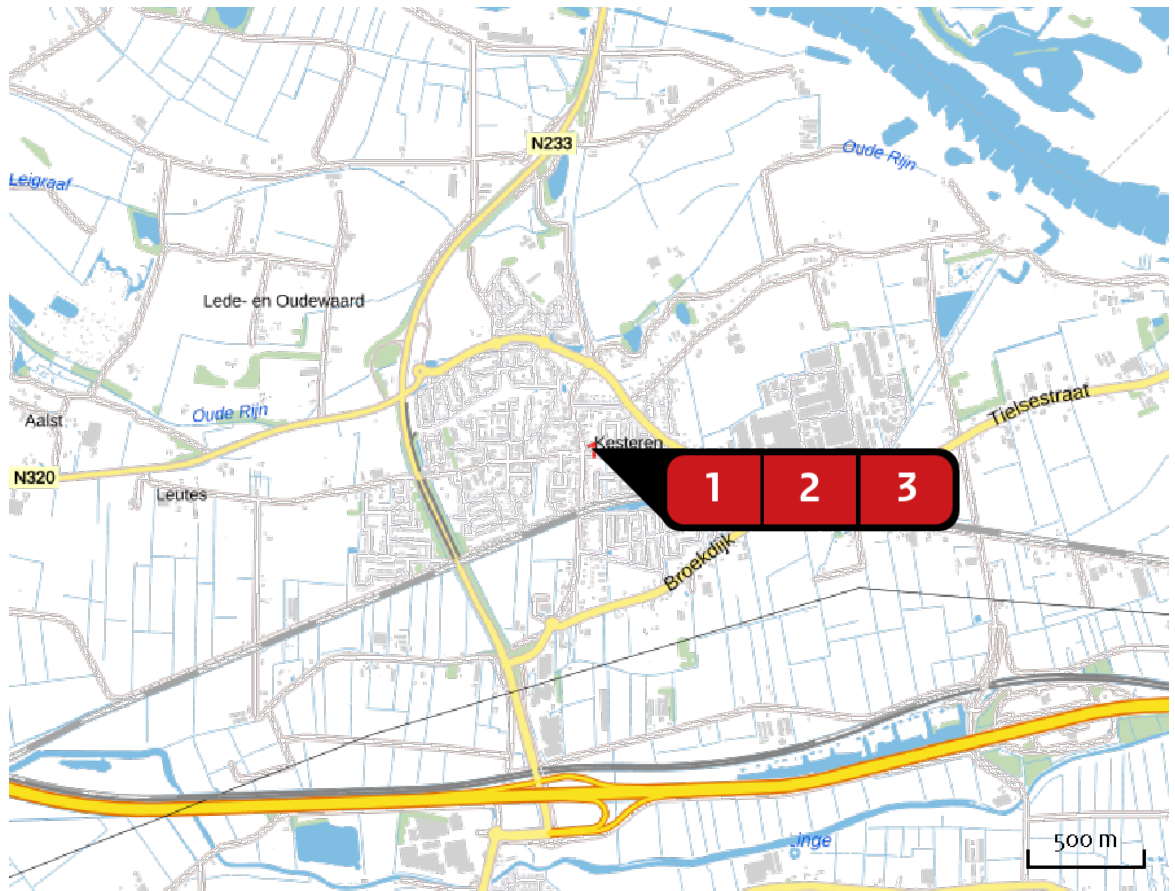 N233
Oude Rijn
Leigraaf
Lede- en Oudewaard
Oude Rijn
Aalst
Tielsestraat
Kesteren
N320
Leutes
1 2 3
Broekdijk
Linge
500 m